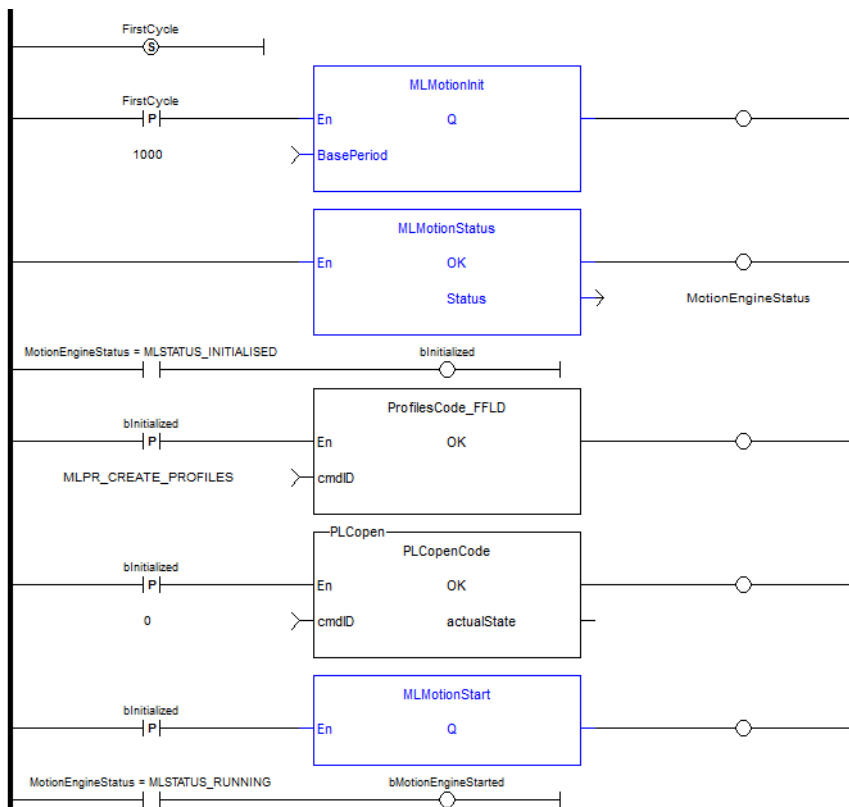 FirstCycle
S
FirstCycle
P
MLMotionInit
En Q
1000
BasePeriod
MLMotionStatus
En OK
Status
MotionEngineStatus
MotionEngineStatus = MLSTATUS_INITIALISED
bInitialized
ProfilesCode_FFLD
bInitialized
P
En OK
MLPR_CREATE_PROFILES
cmdID
PLCopen
PLCopenCode
bInitialized
P
En OK
0
cmdID actualState
MLMotionStart
bInitialized
P
En Q
MotionEngineStatus = MLSTATUS_RUNNING
bMotionEngineStarted